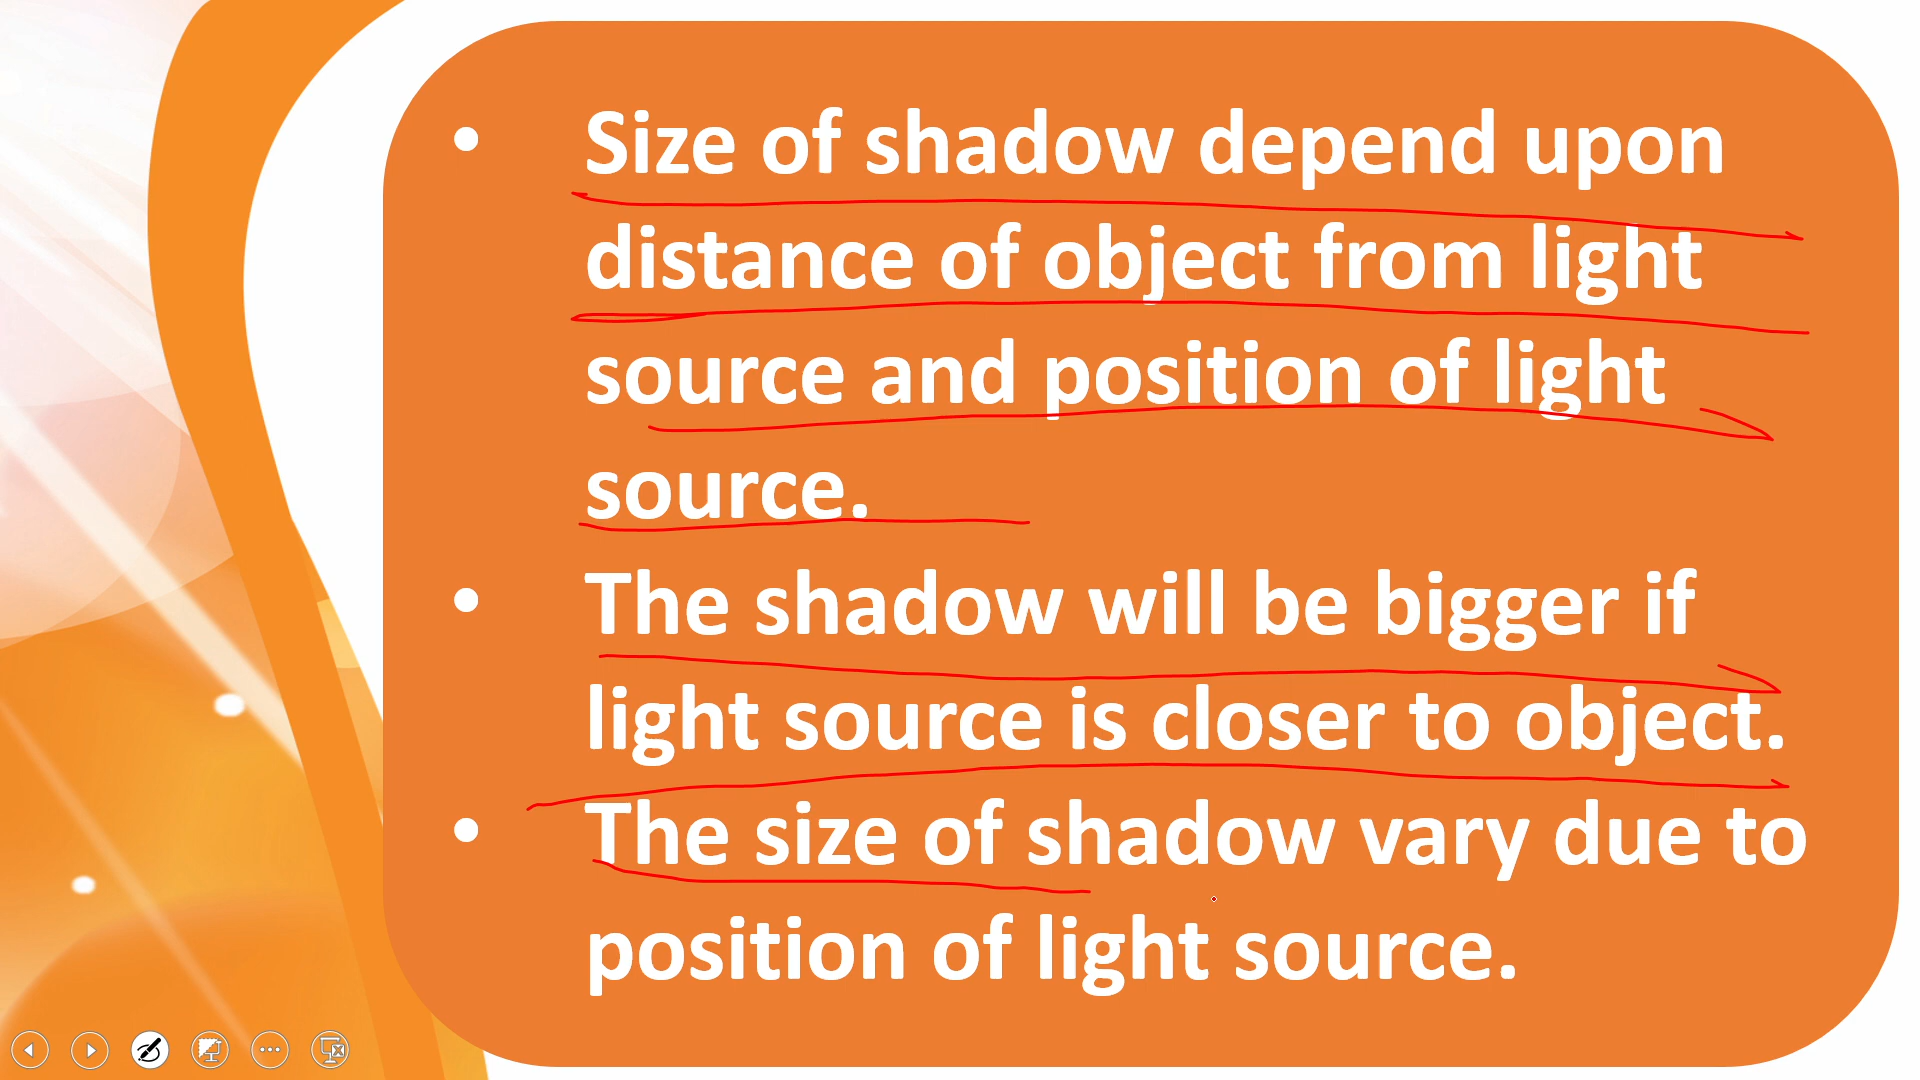 • Size of shadow depend upon
distance of object from light
source and position of light
source.
• The shadow will be bigger if
light source is closer to object.
• The size of shadow vary due to
position of light source.